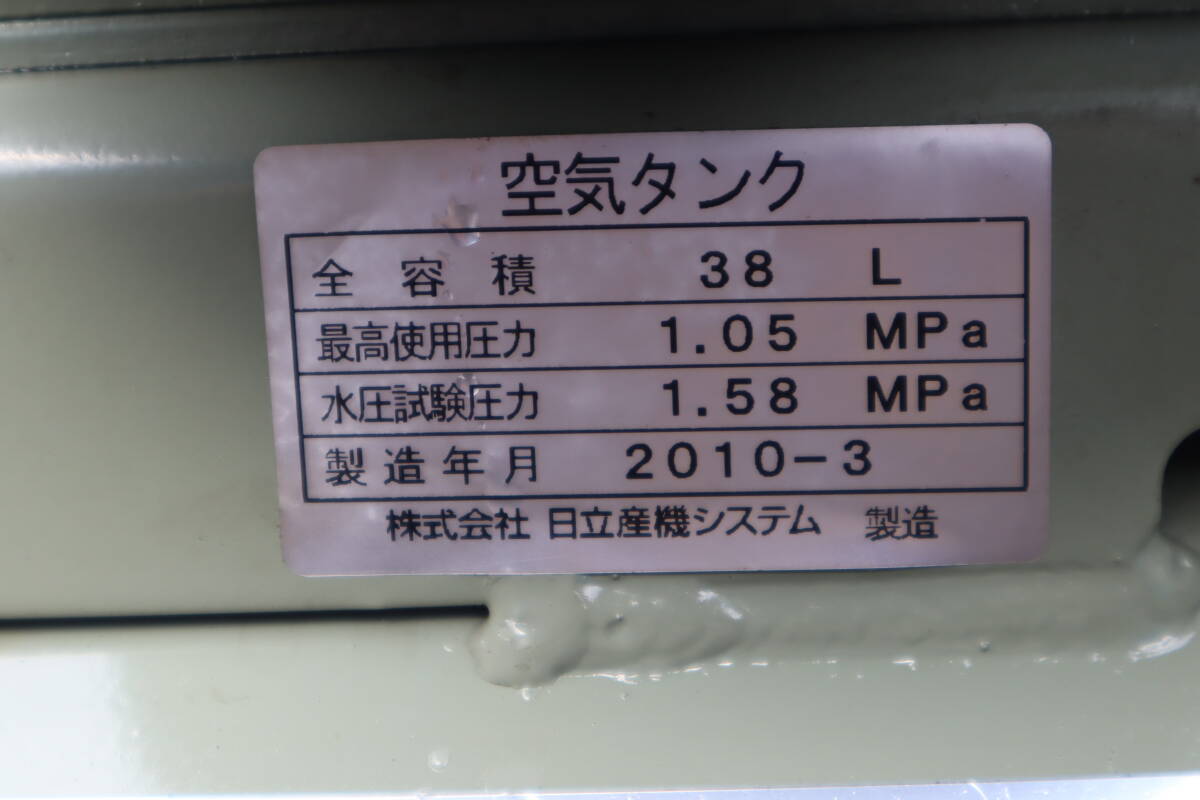 空気タンク
全容積 38 L
最高使用圧力 1.05 MPa
水圧試験圧力 1.58 MPa
製造年月 2010-3
株式会社 日立産機システム 製造